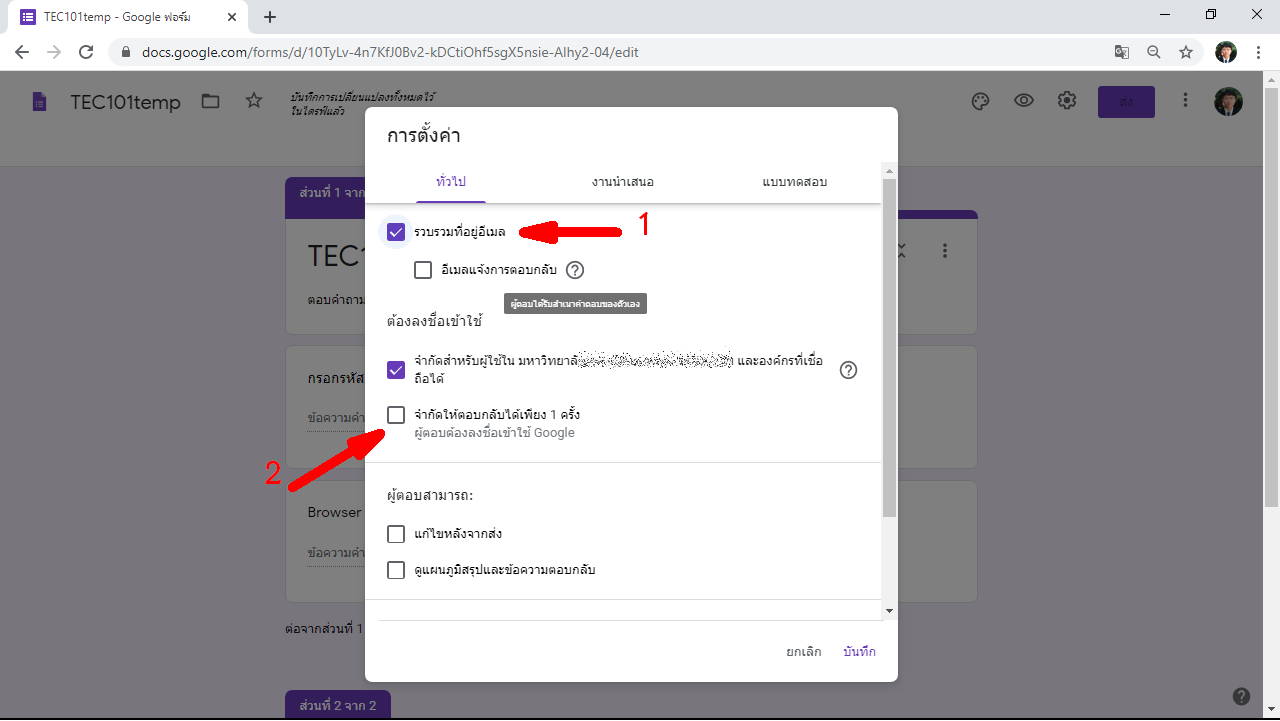 TEC101temp - Google ฟอร์ม
docs.google.com/forms/d/10TyLv-4n7KfJ0Bv2-kDCtiOhf5sgX5nsie-Alhy2-04/edit
TEC101temp
บันทึกการเปลี่ยนแปลงทั้งหมดไว้
ในไดรฟ์แล้ว
ส่ง
การตั้งค่า
ทั่วไป
งานนำเสนอ
แบบทดสอบ
ส่วนที่ 1 จาก
รวบรวมที่อยู่อีเมล
1
TEC1
อีเมลแจ้งการตอบกลับ
ตอบคำถาม
ผู้ตอบได้รับสำเนาคำตอบของตัวเอง
ต้องลงชื่อเข้าใช้
จำกัดสำหรับผู้ใช้ใน มหาวิทยาลั และองค์กรที่เชื่อ
ถือได้
กรอกรหัส
จำกัดให้ตอบกลับได้เพียง 1 ครั้ง
ข้อความคำ
ผู้ตอบต้องลงชื่อเข้าใช้ Google
2
ผู้ตอบสามารถ:
Browser
แก้ไขหลังจากส่ง
ข้อความคำ
ดูแผนภูมิสรุปและข้อความตอบกลับ
ต่อจากส่วนที่ 1
ยกเลิก
บันทึก
ส่วนที่ 2 จาก 2